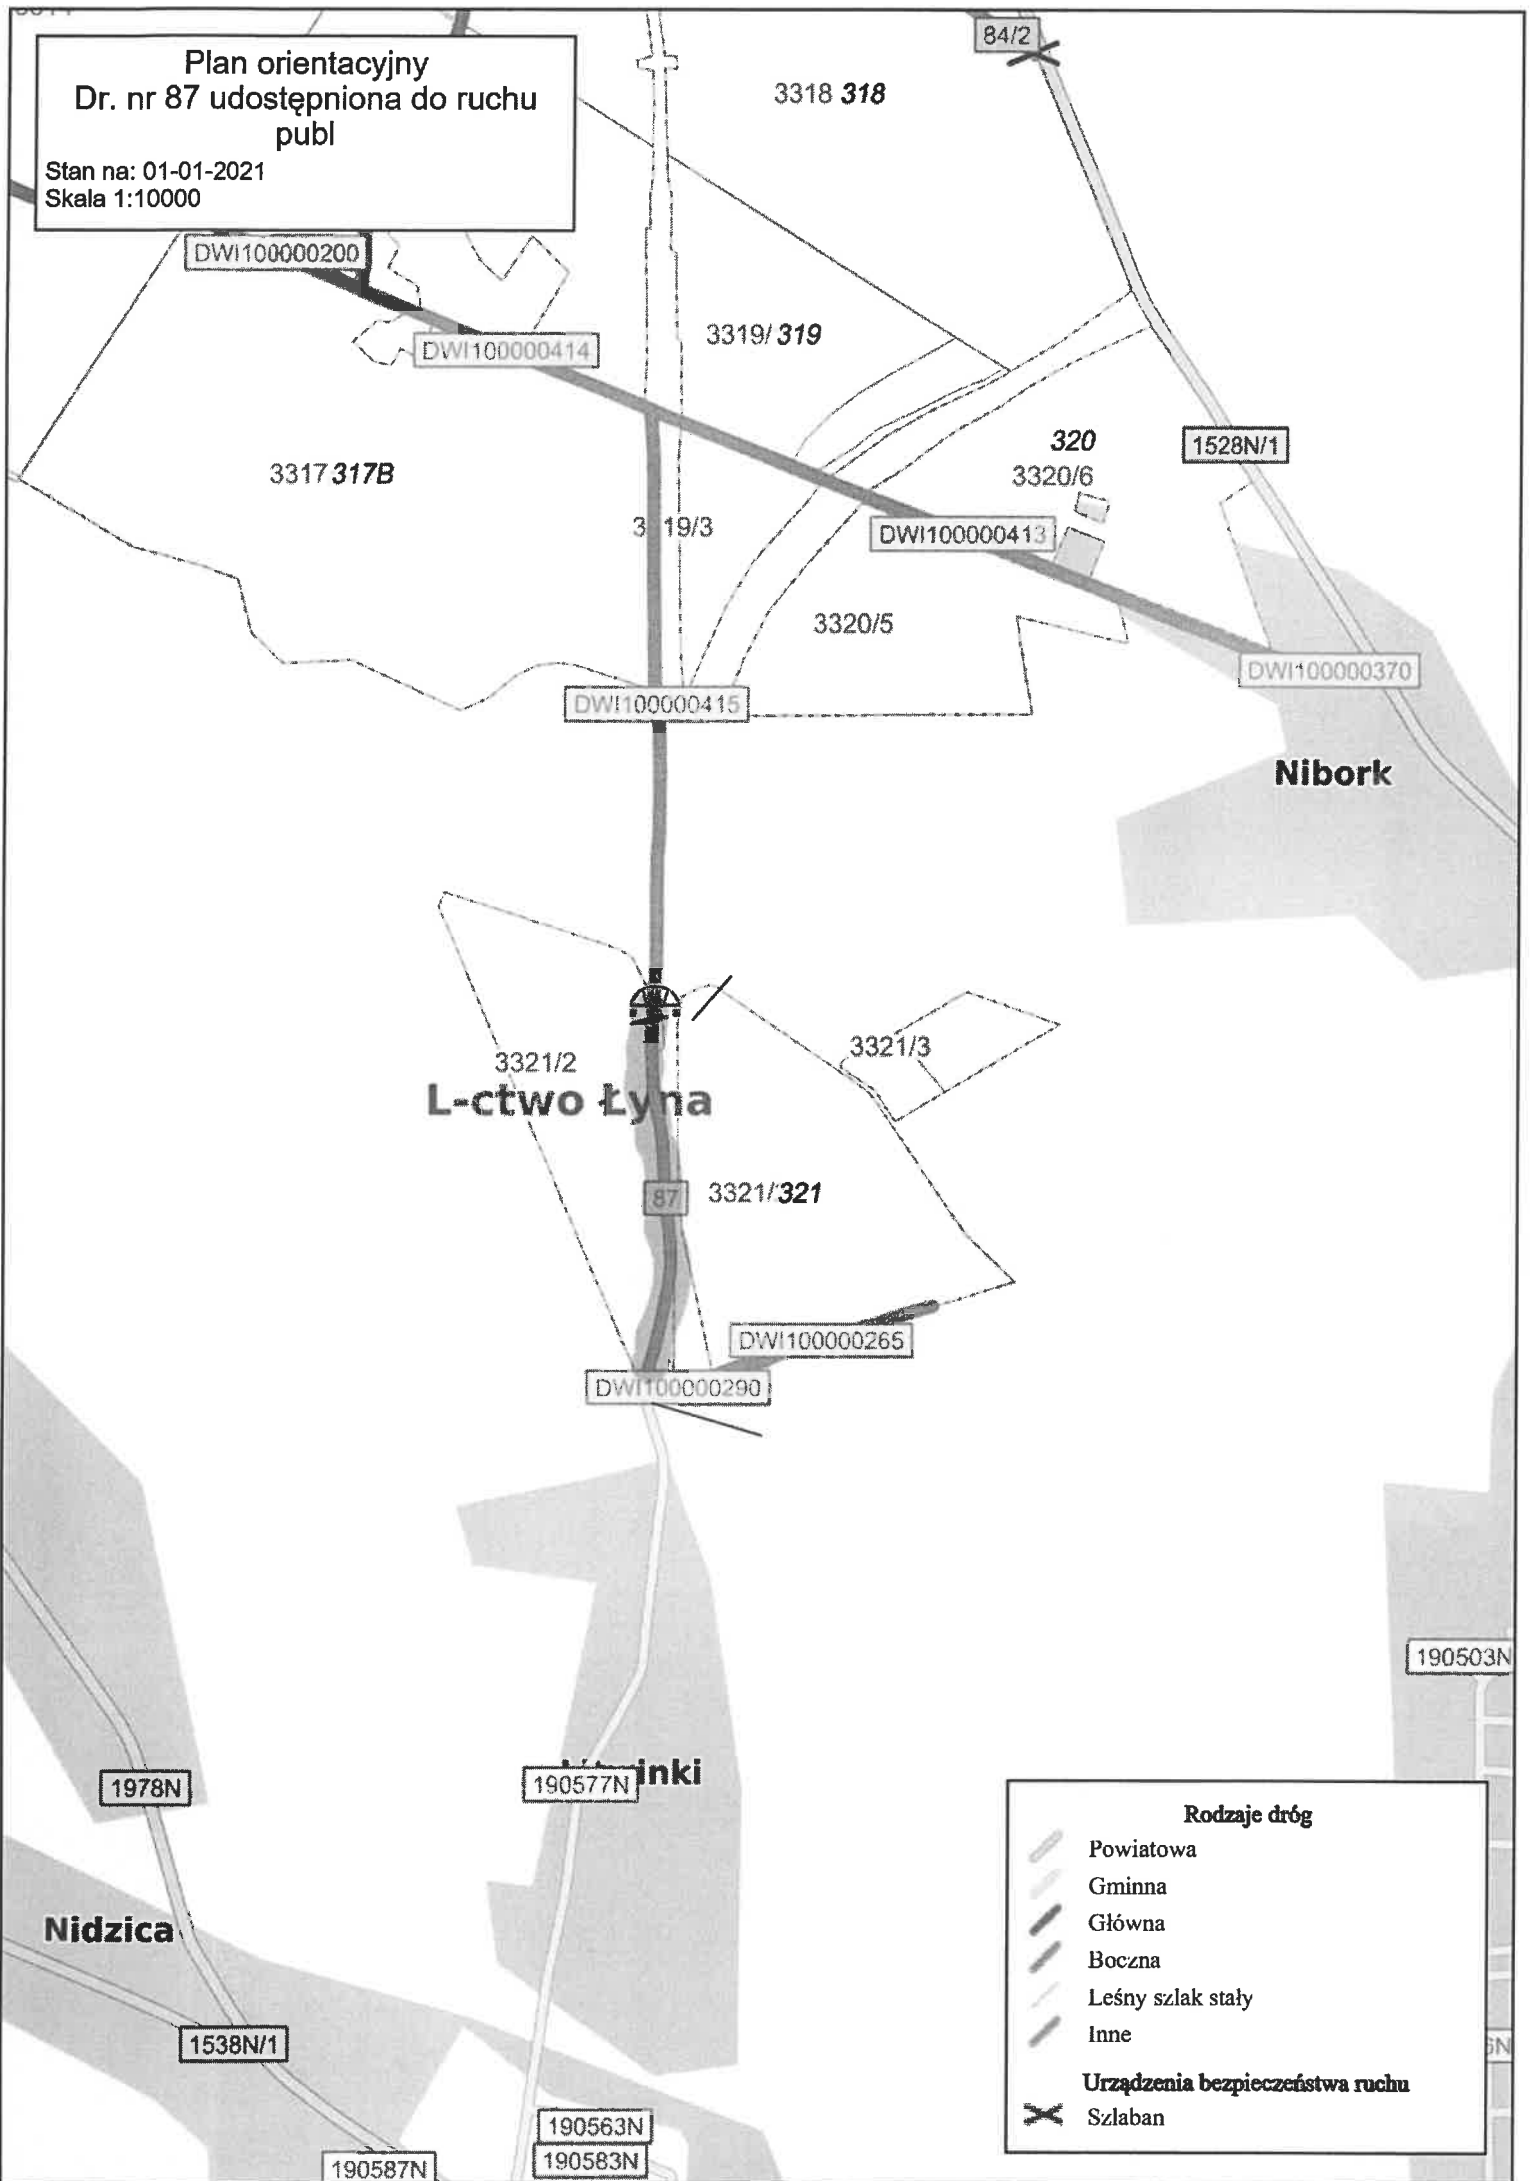 Plan orientacyjny
Dr. nr 87 udostępniona do ruchu
publ
Stan na: 01-01-2021
Skala 1:10000
84/2
3318 318
DWI100000200
DWI100000414
3319/ 319
320
3320/6
1528N/1
3317 317B
19/3
DWI100000413
3320/5
DWI100000370
DWI100000415
Nibork
3321/2
3321/3
L-ctwo Łyna
87
3321/ 321
DWI100000265
DWI100000290
190503N
1978N
190577N
inki
Nidzica
1538N/1
190563N
190583N
190587N
6N
Rodzaje dróg
Powiatowa
Gminna
Główna
Boczna
Leśny szlak stały
Inne
Urządzenia bezpieczeństwa ruchu
Szlaban